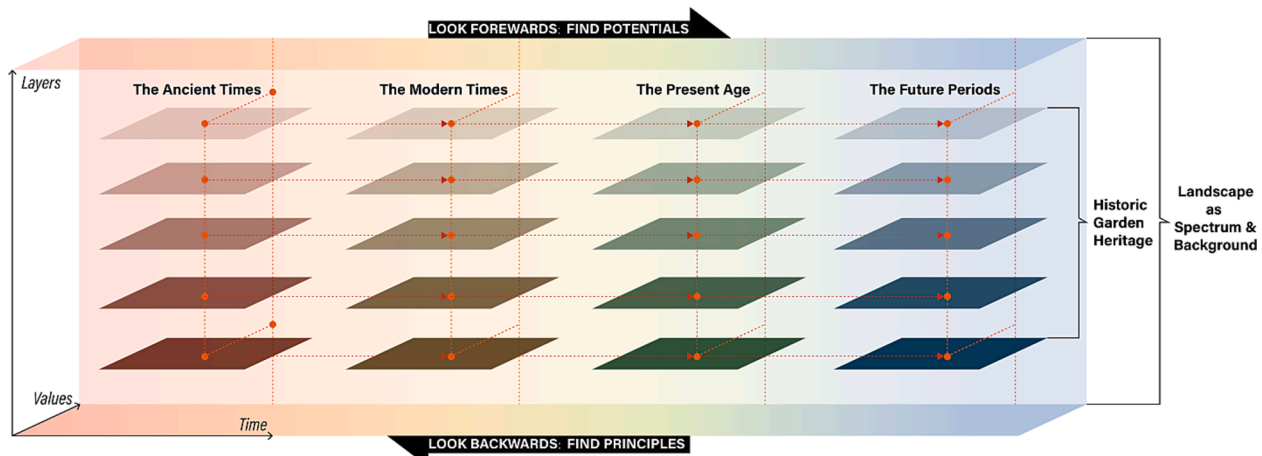 LOOK FOREWARDS: FIND POTENTIALS
Layers
The Ancient Times
The Modern Times
The Present Age
The Future Periods
Historic
Garden
Heritage
Landscape
as
Spectrum &
Background
Values
Time
LOOK BACKWARDS: FIND PRINCIPLES